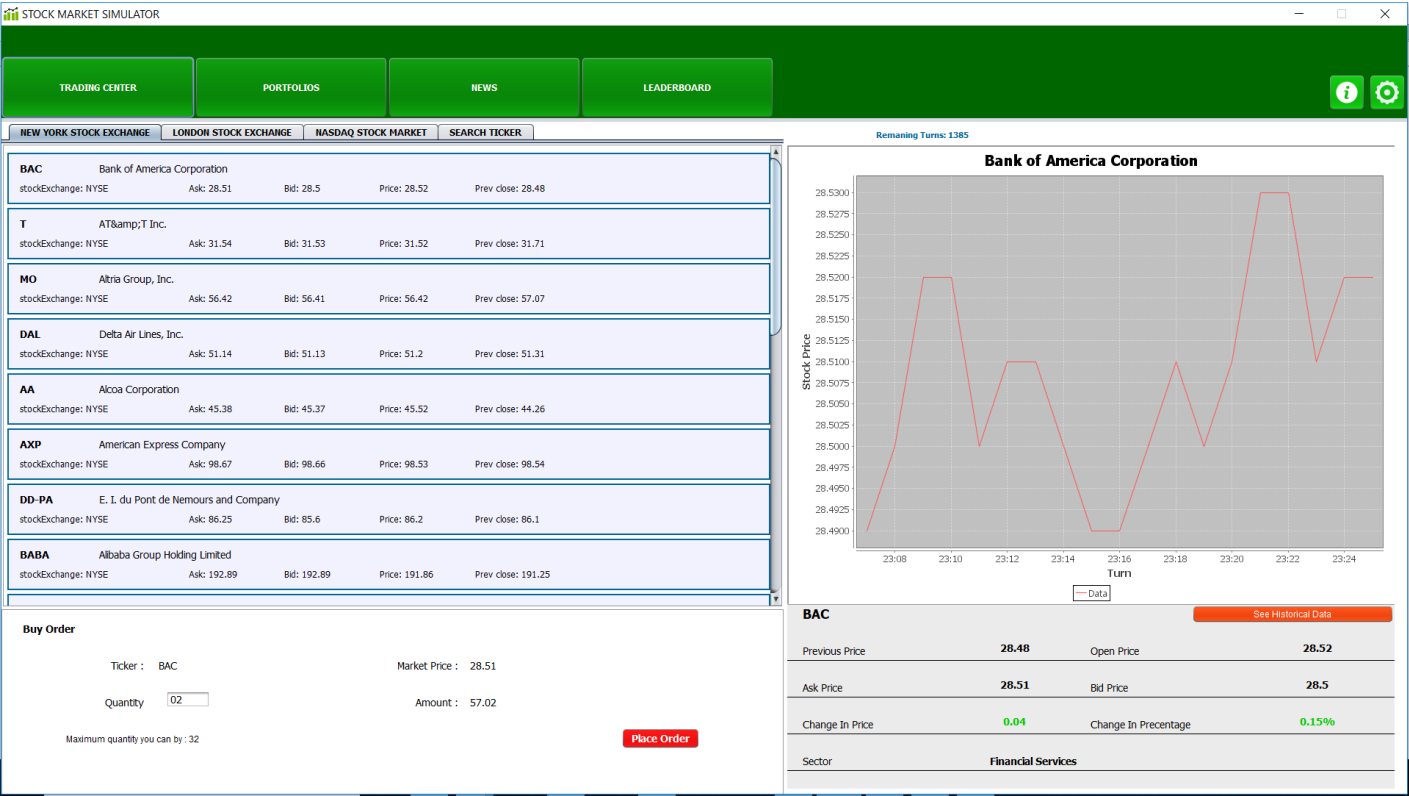 STOCK MARKET SIMULATOR
TRADING CENTER PORTFOLIOS NEWS LEADERBOARD
NEW YORK STOCK EXCHANGE LONDON STOCK EXCHANGE NASDAQ STOCK MARKET SEARCH TICKER
Remaning Turns: 1385
BAC Bank of America Corporation
stockExchange: NYSE Ask: 28.51 Bid: 28.5 Price: 28.52 Prev close: 28.48
T AT&amp;T Inc.
stockExchange: NYSE Ask: 31.54 Bid: 31.53 Price: 31.52 Prev close: 31.71
MO Altria Group, Inc.
stockExchange: NYSE Ask: 56.42 Bid: 56.41 Price: 56.42 Prev close: 57.07
DAL Delta Air Lines, Inc.
stockExchange: NYSE Ask: 51.14 Bid: 51.13 Price: 51.2 Prev close: 51.31
AA Alcoa Corporation
stockExchange: NYSE Ask: 45.38 Bid: 45.37 Price: 45.52 Prev close: 44.26
AXP American Express Company
stockExchange: NYSE Ask: 98.67 Bid: 98.66 Price: 98.53 Prev close: 98.54
DD-PA E. I. du Pont de Nemours and Company
stockExchange: NYSE Ask: 86.25 Bid: 85.6 Price: 86.2 Prev close: 86.1
BABA Alibaba Group Holding Limited
stockExchange: NYSE Ask: 192.89 Bid: 192.89 Price: 191.86 Prev close: 191.25
Bank of America Corporation
Stock Price
28.5300
28.5275
28.5250
28.5225
28.5200
28.5175
28.5150
28.5125
28.5100
28.5075
28.5050
28.5025
28.5000
28.4975
28.4950
28.4925
28.4900
23:08 23:10 23:12 23:14 23:16 23:18 23:20 23:22 23:24
Turn
Data
Buy Order
Ticker : BAC Market Price : 28.51
Quantity 02 Amount : 57.02
Maximum quantity you can by : 32 Place Order
BAC See Historical Data
Previous Price 28.48 Open Price 28.52
Ask Price 28.51 Bid Price 28.5
Change In Price 0.04 Change In Precentage 0.15%
Sector Financial Services